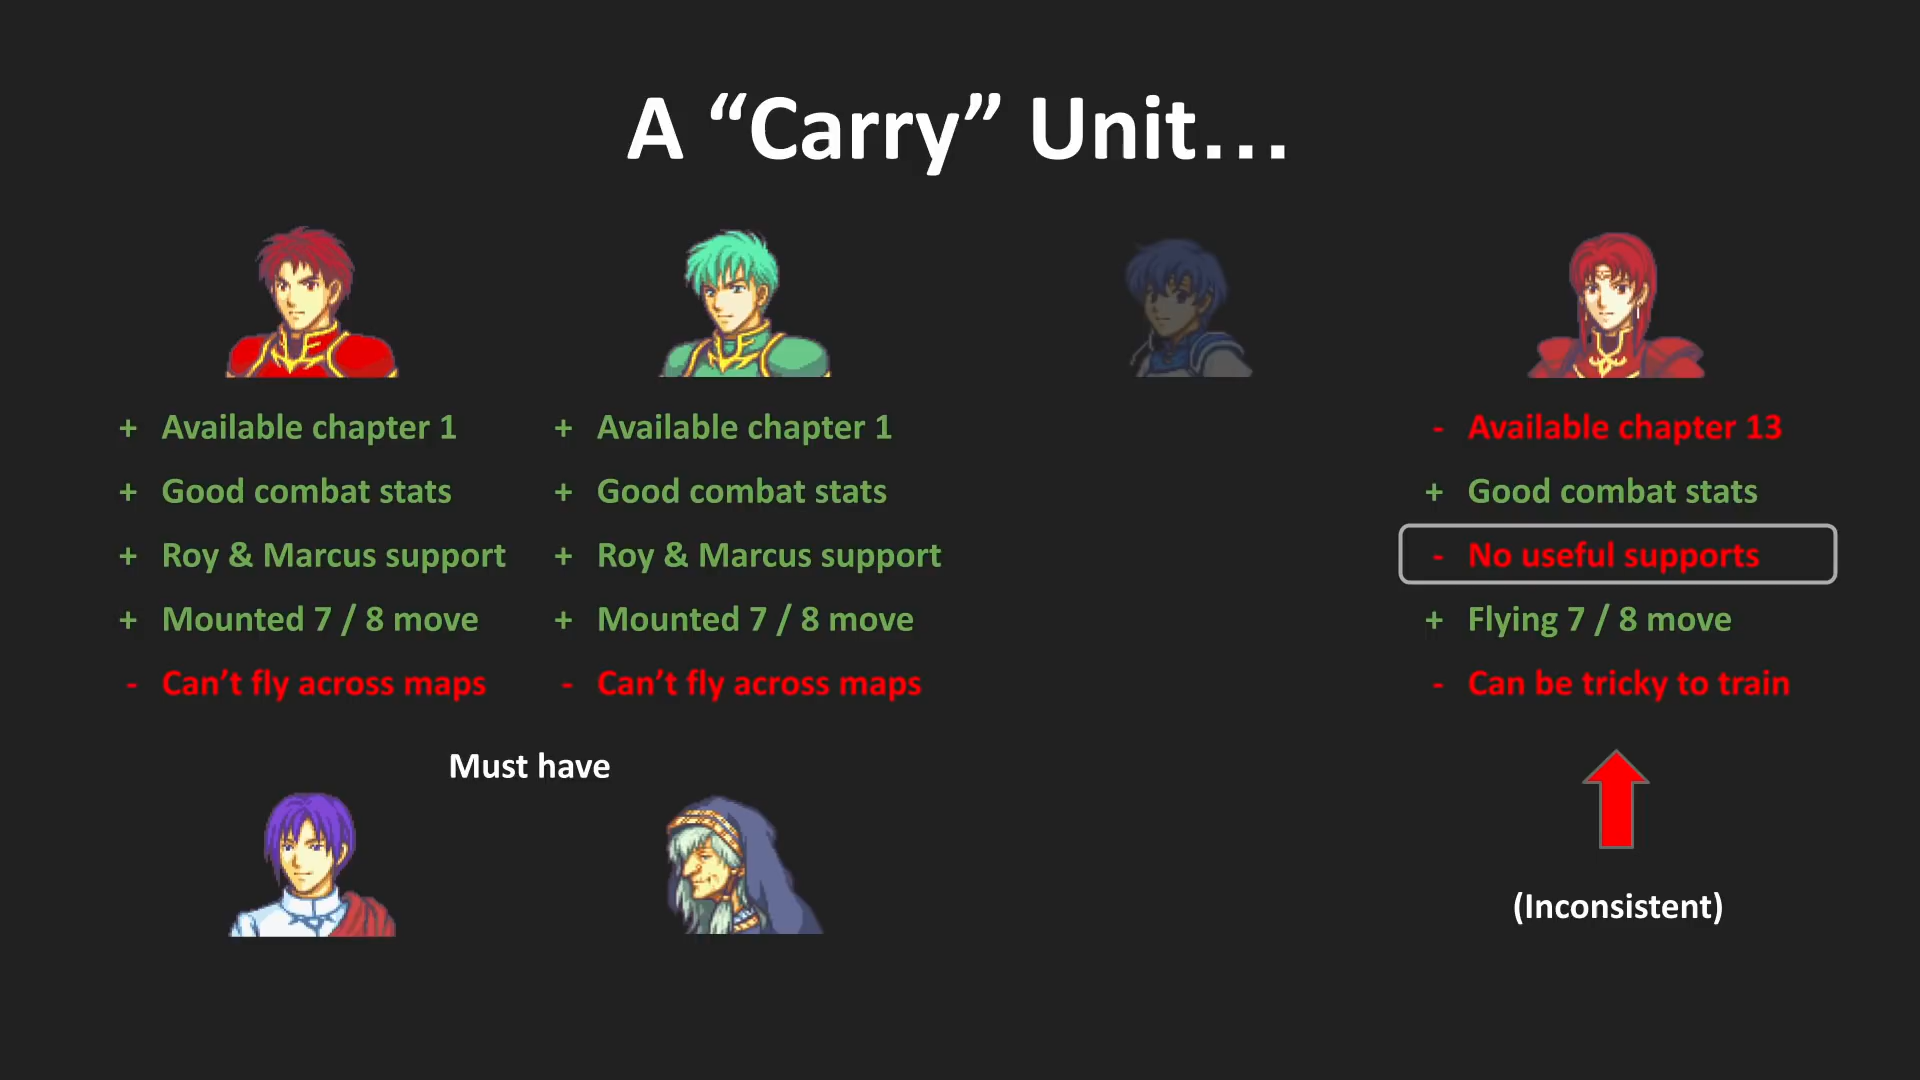 A “Carry” Unit...
+ Available chapter 1
+ Good combat stats
+ Roy & Marcus support
+ Mounted 7 / 8 move
- Can’t fly across maps
+ Available chapter 1
+ Good combat stats
+ Roy & Marcus support
+ Mounted 7 / 8 move
- Can’t fly across maps
- Available chapter 13
+ Good combat stats
- No useful supports
+ Flying 7 / 8 move
- Can be tricky to train
Must have
(Inconsistent)